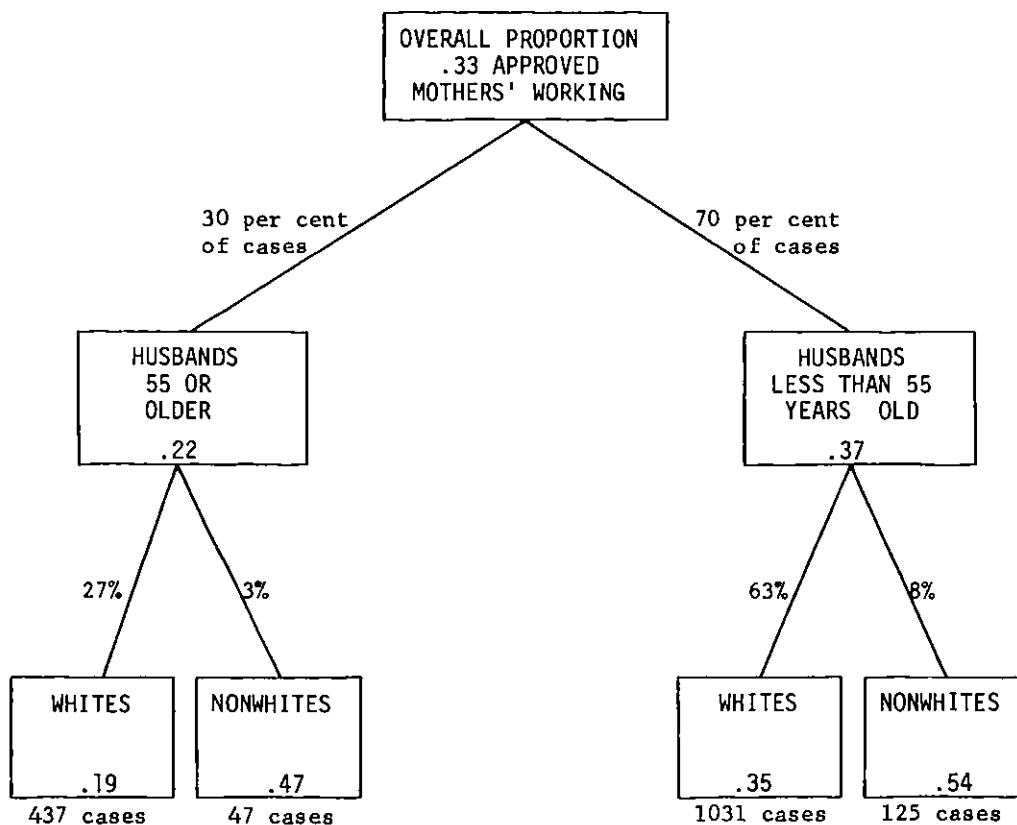 OVERALL PROPORTION
.33 APPROVED
MOTHERS' WORKING
30 per cent
of cases
70 per cent
of cases
HUSBANDS
55 OR
OLDER
.22
HUSBANDS
LESS THAN 55
YEARS OLD
.37
27%
3%
63%
8%
WHITES
.19
437 cases
NONWHITES
.47
47 cases
WHITES
.35
1031 cases
NONWHITES
.54
125 cases